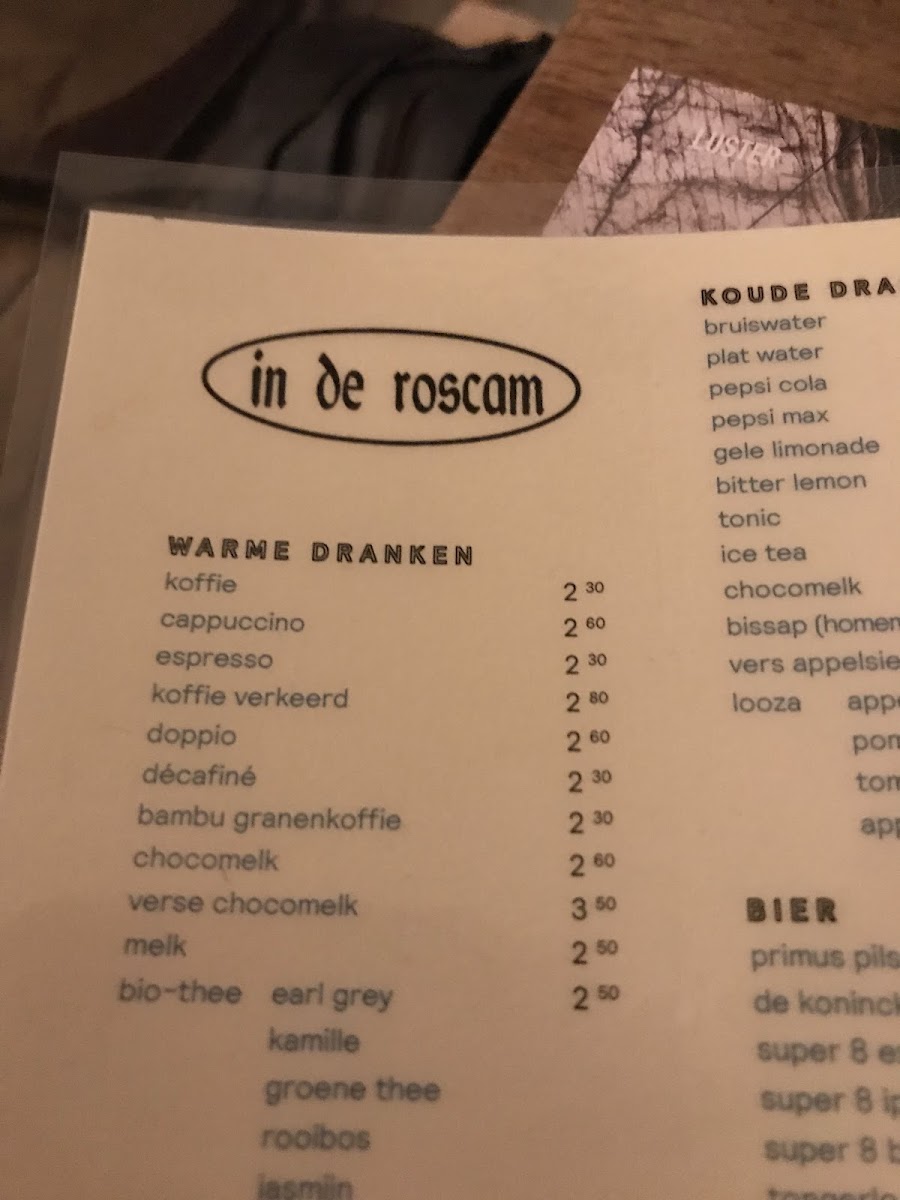 LUSTER
in de roscam
WARME DRANKEN
koffie 2 30
cappuccino 2 60
espresso 2 30
koffie verkeerd 2 80
doppio 2 60
décafiné 2 30
bambu granenkoffie 2 30
chocomelk 2 60
verse chocomelk 3 50
melk 2 50
bio-thee earl grey 2 50
kamille
groene thee
rooibos
jasmijn
KOUDE
bruiswater
plat water
pepsi cola
pepsi max
gele limonade
bitter lemon
tonic
ice tea
chocomelk
bissap
vers
looza
BIER
primus
de
super 8
super 8
super 8